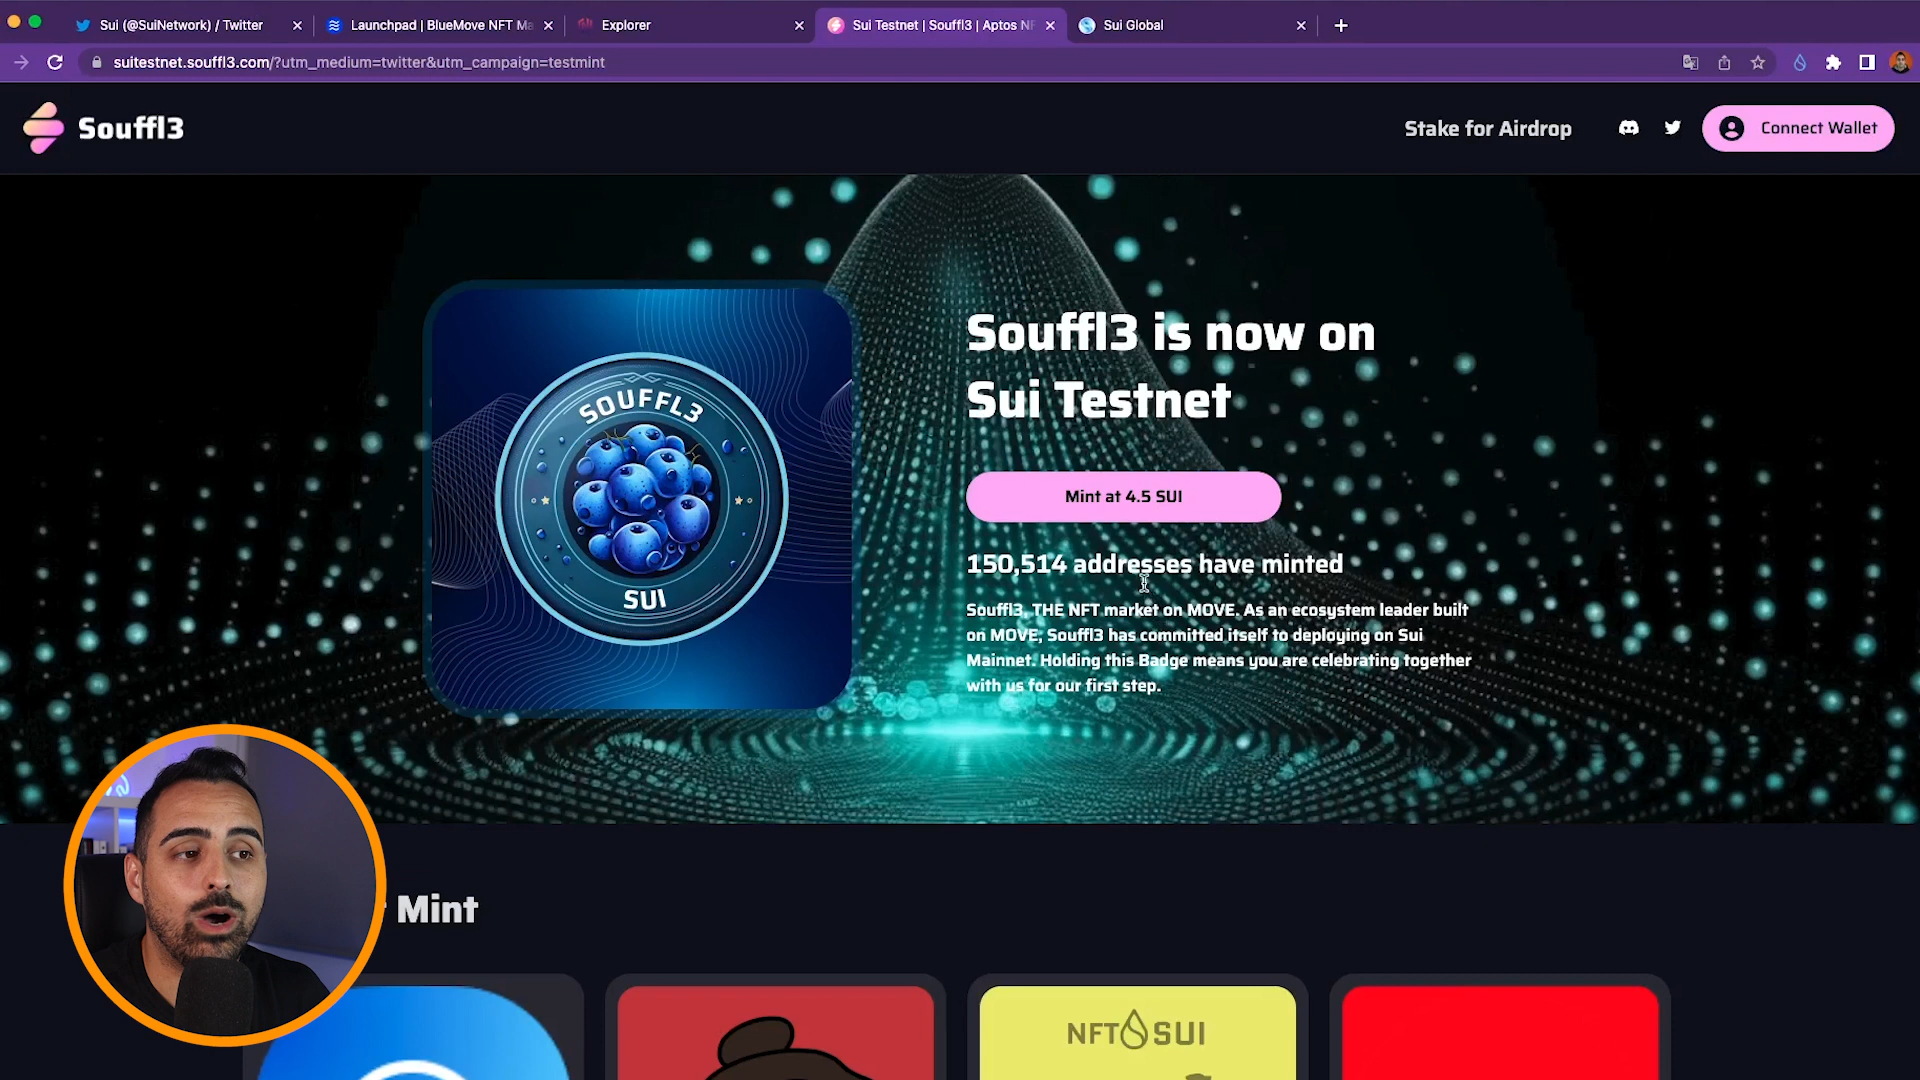 Sui (@SuiNetwork) / Twitter
Launchpad | BlueMove NFT Ma
Explorer
Sui Testnet | Souffl3 | Aptos NF
Sui Global
suitestnet.souffl3.com/?utm_medium=twitter&utm_campaign=testmint
Souffl3
Stake for Airdrop
Connect Wallet
SOUFFL3
SUI
Souffl3 is now on
Sui Testnet
Mint at 4.5 SUI
150,514 addresses have minted
Souffl3, THE NFT market on MOVE. As an ecosystem leader built
on MOVE, Souffl3 has committed itself to deploying on Sui
Mainnet. Holding this Badge means you are celebrating together
with us for our first step.
Mint
NFT SUI